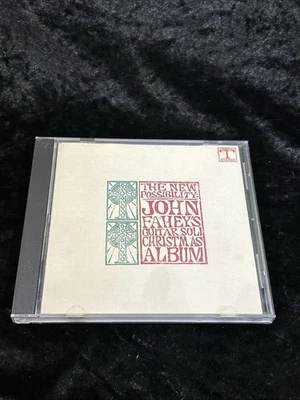 THE NEW
POSSIBILITY:
JOHN
FAHEY'S
GUITAR SOLI
CHRISTMAS
ALBUM
T